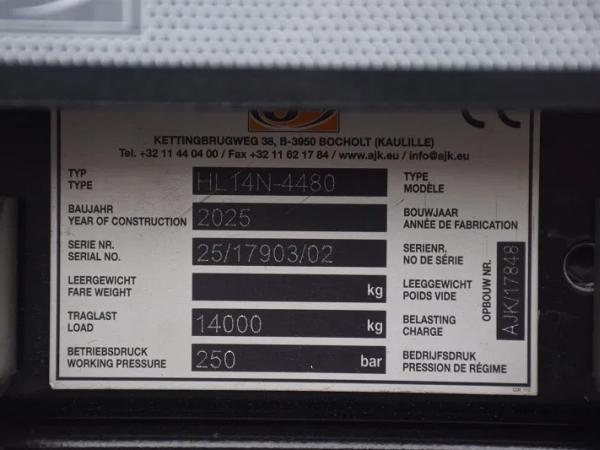 CE
KETTINGBRUGWEG 38, B-3950 BOCHOLT (KAULILLE)
Tel. +32 11 44 04 00 / Fax +32 11 62 17 84 / www.ajk.eu / info@ajk.eu
TYP
TYPE
HL14N-4480
TYPE
MODÈLE
BAUJAHR
YEAR OF CONSTRUCTION
2025
BOUWJAAR
ANNÉE DE FABRICATION
SERIE NR.
SERIAL NO.
25/17903/02
SERIENR.
NO DE SÉRIE
LEERGEWICHT
FARE WEIGHT
kg
LEEGGEWICHT
POIDS VIDE
TRAGLAST
LOAD
14000 kg
BELASTING
CHARGE
BETRIEBSDRUCK
WORKING PRESSURE
250 bar
BEDRIJFSDRUK
PRESSION DE RÉGIME
OPBOUW NR.
AJK/17848